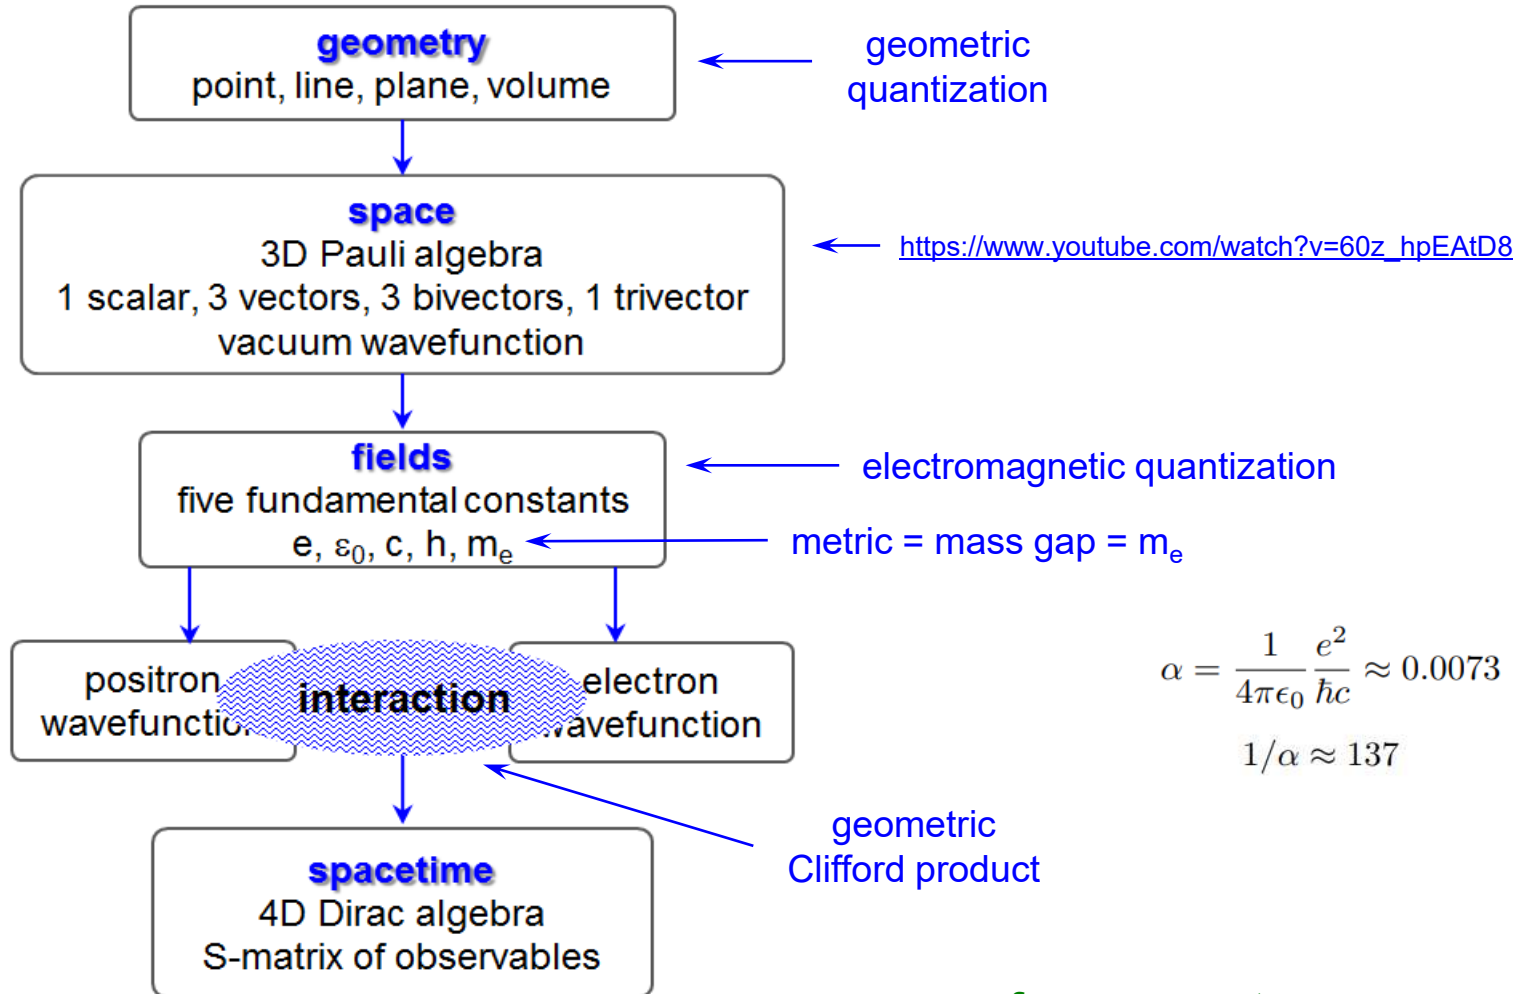 geometry
point, line, plane, volume
geometric
quantization
space
3D Pauli algebra
1 scalar, 3 vectors, 3 bivectors, 1 trivector
vacuum wavefunction
https://www.youtube.com/watch?v=60z_hpEAtD8
fields
five fundamental constants
e, ε₀, c, h, mₑ
electromagnetic quantization
metric = mass gap = mₑ
positron
wavefunction
interaction
electron
wavefunction
α = 1/(4πϵ₀) e²/(ħc) ≈ 0.0073
1/α ≈ 137
geometric
Clifford product
spacetime
4D Dirac algebra
S-matrix of observables